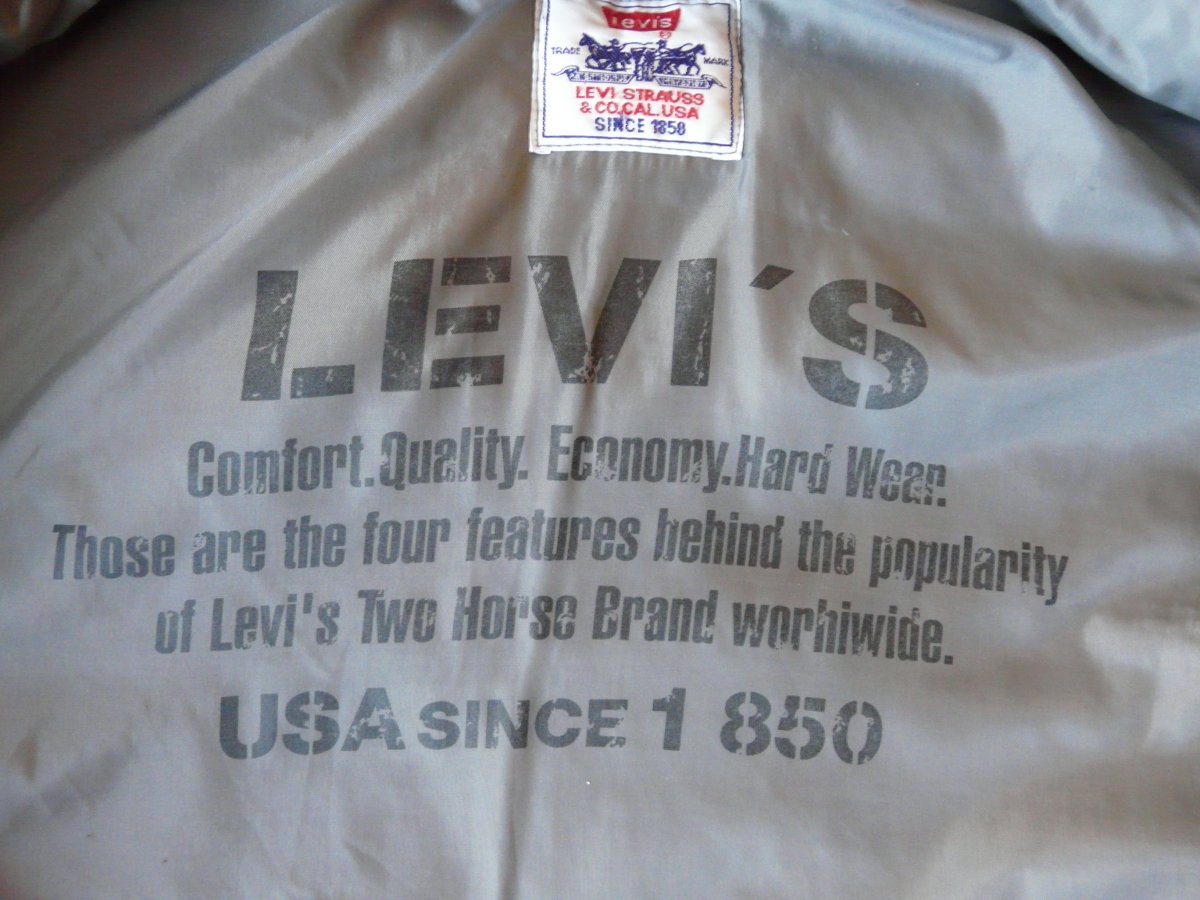 Levi's
TRADE MARK
LEVI STRAUSS
& CO.CAL.USA
SINCE 1858
LEVI'S
Comfort.Quality. Economy.Hard Wear.
Those are the four features behind the popularity
of Levi's Two Horse Brand worhiwide.
USA SINCE 1 850